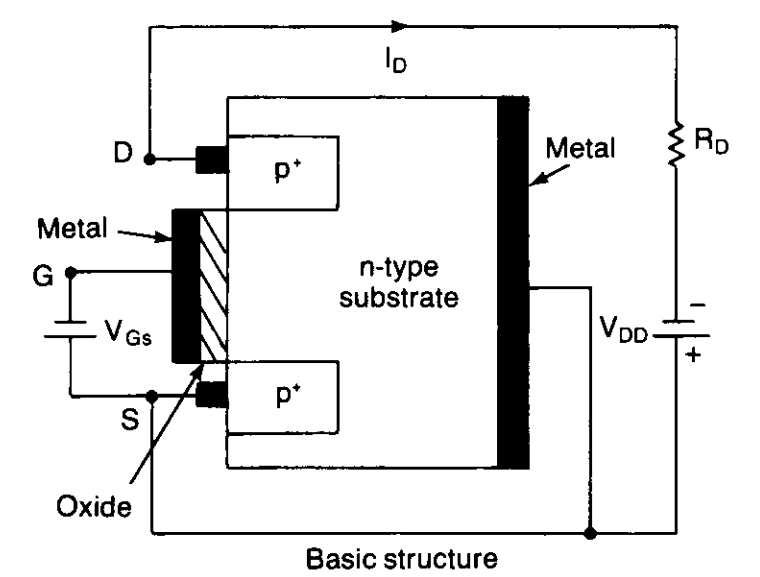 I_D
D
p⁺
Metal
R_D
Metal
G
n-type
substrate
V_Gs
V_DD
−
+
p⁺
S
Oxide
Basic structure